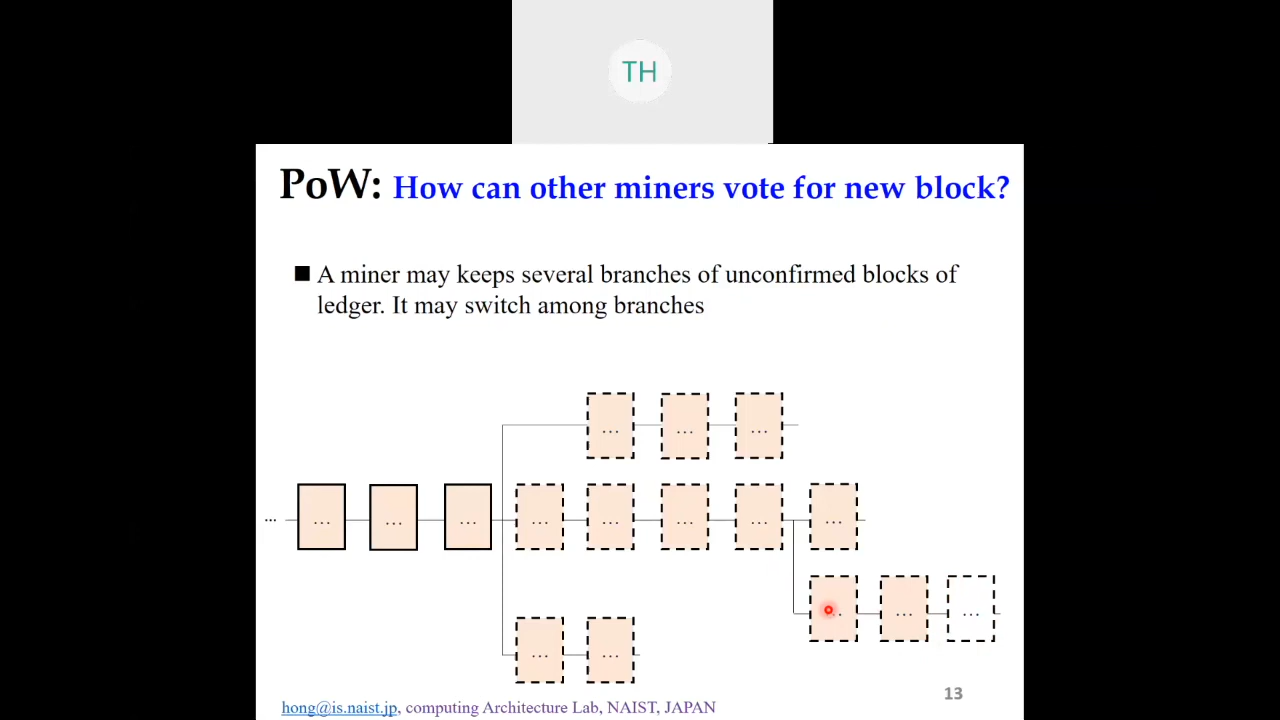 TH
PoW: How can other miners vote for new block?
■ A miner may keeps several branches of unconfirmed blocks of
ledger. It may switch among branches
... ... ...
... ... ... ... ... ... ... ... ...
... ... ...
... ...
13
hong@is.naist.jp, computing Architecture Lab, NAIST, JAPAN